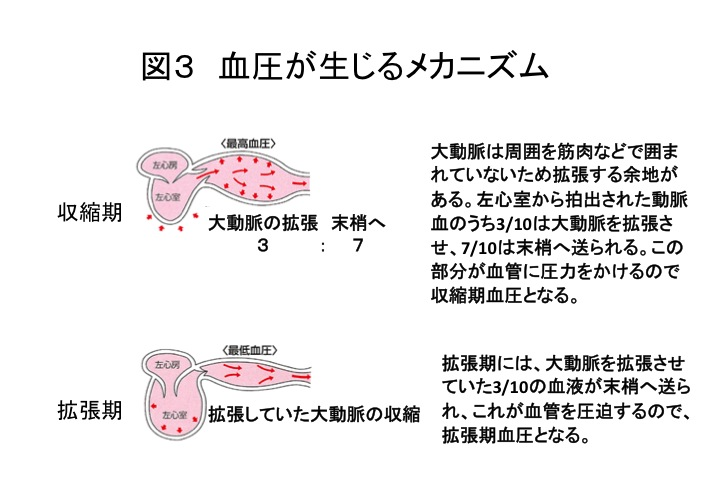 図３　血圧が生じるメカニズム
〈最高血圧〉
左心房
左心室
収縮期
大動脈の拡張　末梢へ
３　：　７
大動脈は周囲を筋肉などで囲ま
れていないため拡張する余地が
ある。左心室から拍出された動脈
血のうち3/10は大動脈を拡張さ
せ、7/10は末梢へ送られる。この
部分が血管に圧力をかけるので
収縮期血圧となる。
〈最低血圧〉
左心房
左心室
拡張期
拡張していた大動脈の収縮
拡張期には、大動脈を拡張させ
ていた3/10の血液が末梢へ送ら
れ、これが血管を圧迫するので、
拡張期血圧となる。